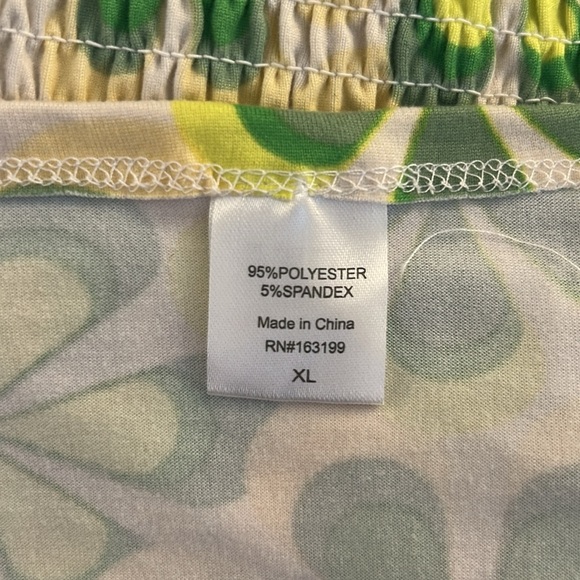 95%POLYESTER
5%SPANDEX
Made in China
RN#163199
XL